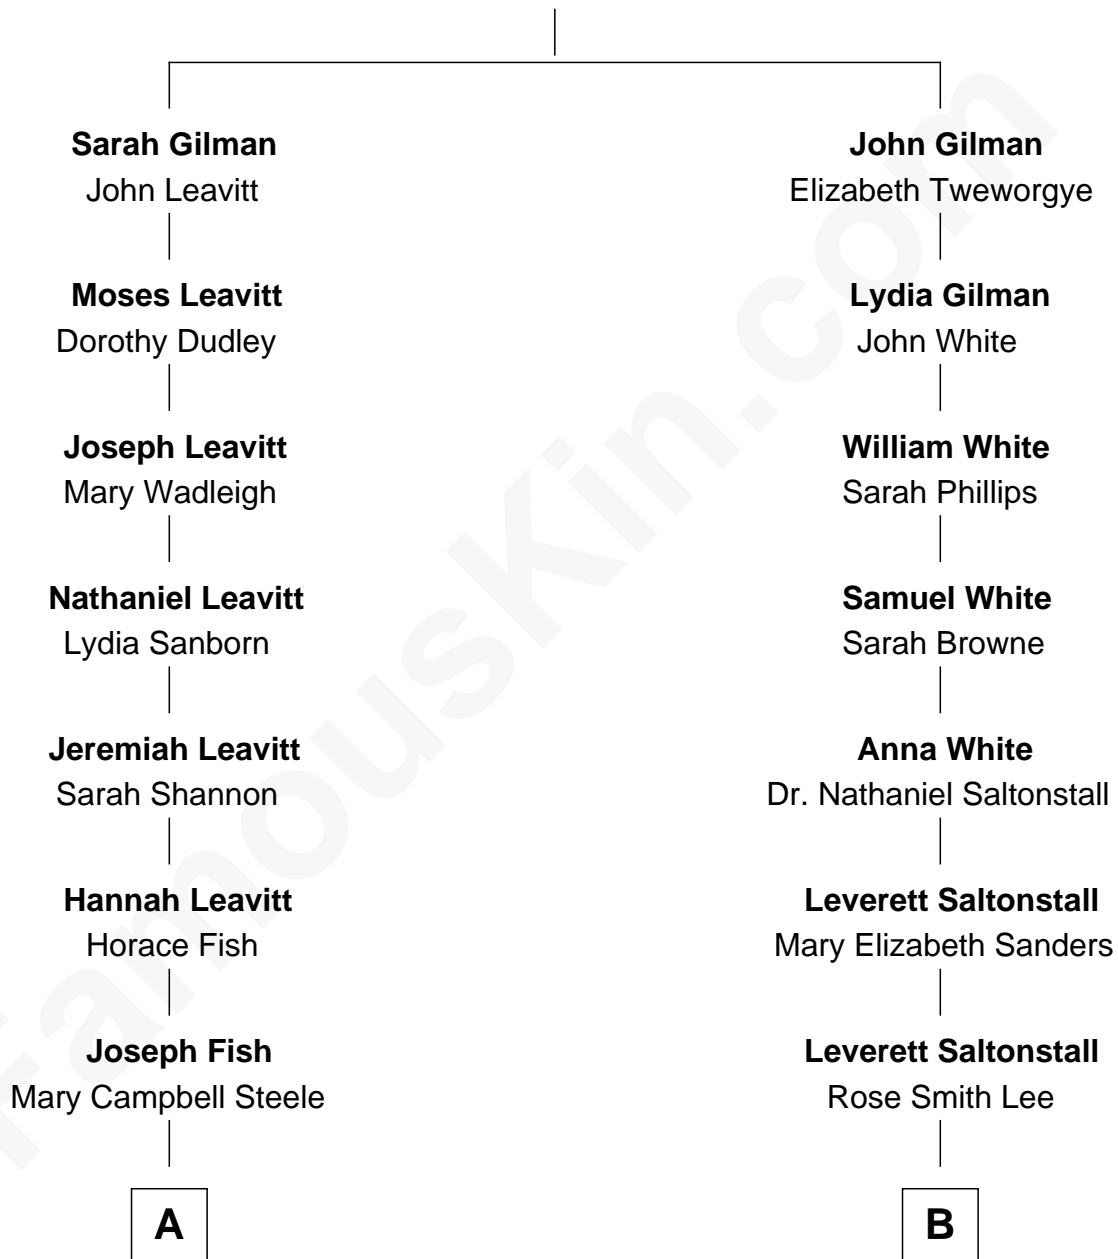 Sarah Gilman
John Leavitt
Moses Leavitt
Dorothy Dudley
Joseph Leavitt
Mary Wadleigh
Nathaniel Leavitt
Lydia Sanborn
Jeremiah Leavitt
Sarah Shannon
Hannah Leavitt
Horace Fish
Joseph Fish
Mary Campbell Steele
A
John Gilman
Elizabeth Tweworgye
Lydia Gilman
John White
William White
Sarah Phillips
Samuel White
Sarah Browne
Anna White
Dr. Nathaniel Saltonstall
Leverett Saltonstall
Mary Elizabeth Sanders
Leverett Saltonstall
Rose Smith Lee
B
FamousKin.com